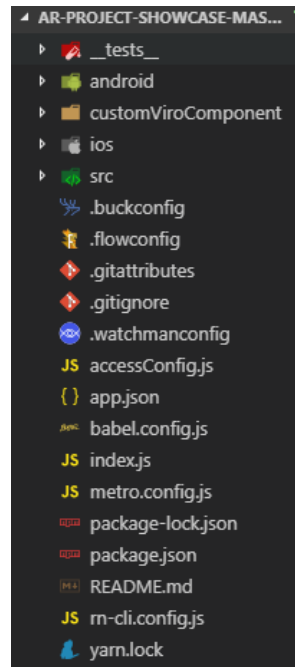 AR-PROJECT-SHOWCASE-MAS...
__tests__
android
customViroComponent
ios
src
.buckconfig
.flowconfig
.gitattributes
.gitignore
.watchmanconfig
JS accessConfig.js
{ } app.json
babel.config.js
JS index.js
JS metro.config.js
package-lock.json
package.json
M↓ README.md
JS rn-cli.config.js
yarn.lock